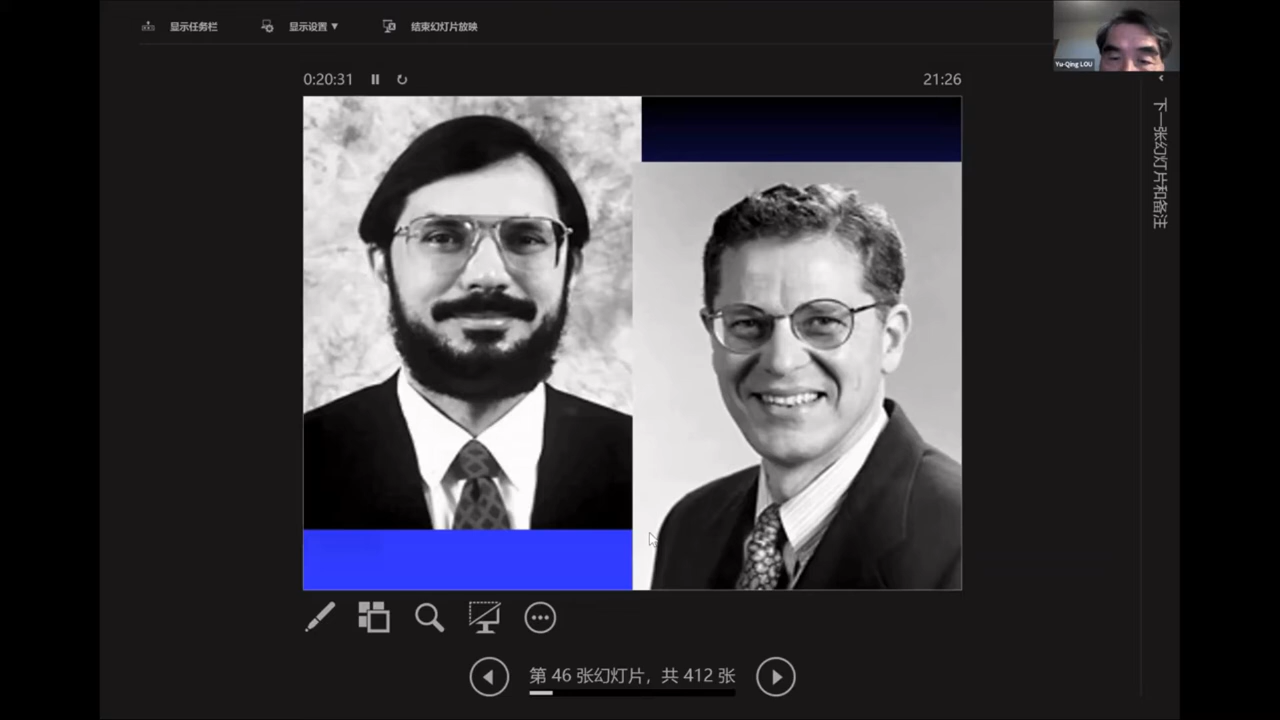 显示任务栏
显示设置▼
结束幻灯片放映
Yu-Qing LOU
0:20:31
21:26
下一张幻灯片和备注
第 46 张幻灯片，共 412 张